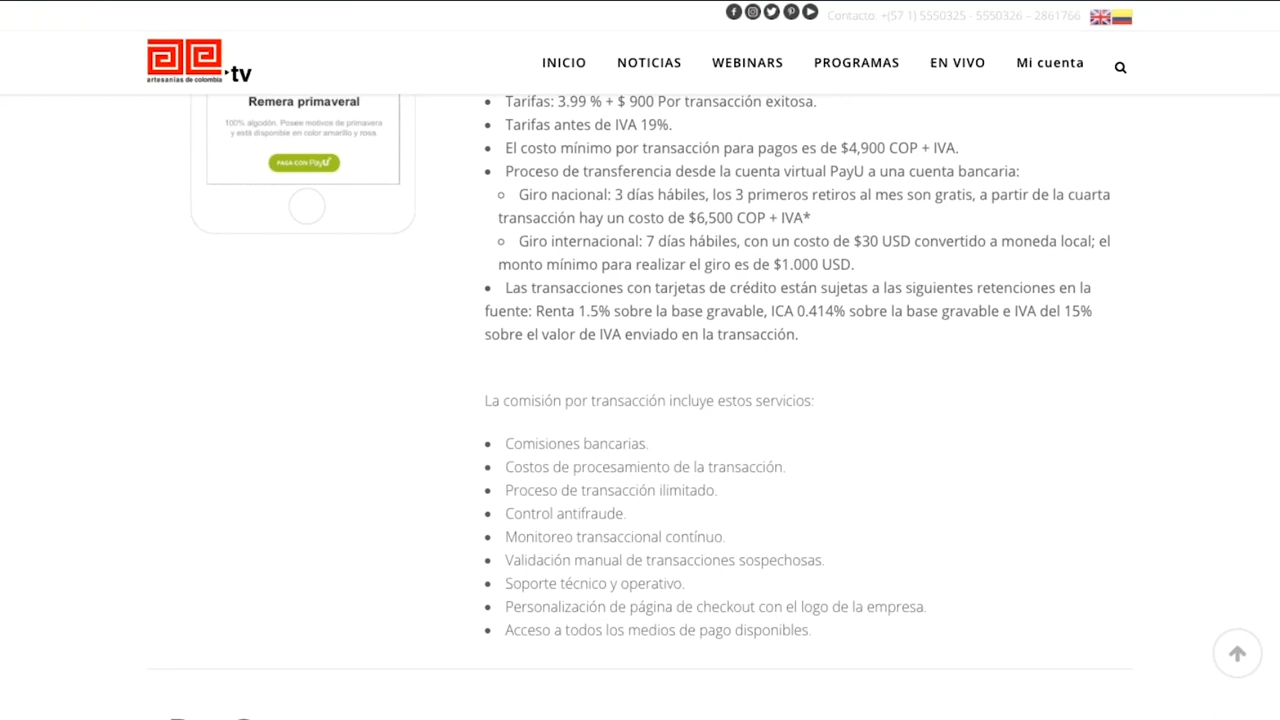 Contacto. +(57 1) 5550325 - 5550326 – 2861766
artesanías de colombia
tv
INICIO NOTICIAS WEBINARS PROGRAMAS EN VIVO Mi cuenta
Remera primaveral
100% algodón. Posee motivos de primavera
y está disponible en color amarillo y rosa.
PAGA CON PayU
• Tarifas: 3.99 % + $ 900 Por transacción exitosa.
• Tarifas antes de IVA 19%.
• El costo mínimo por transacción para pagos es de $4,900 COP + IVA.
• Proceso de transferencia desde la cuenta virtual PayU a una cuenta bancaria:
○ Giro nacional: 3 días hábiles, los 3 primeros retiros al mes son gratis, a partir de la cuarta
transacción hay un costo de $6,500 COP + IVA*
○ Giro internacional: 7 días hábiles, con un costo de $30 USD convertido a moneda local; el
monto mínimo para realizar el giro es de $1.000 USD.
• Las transacciones con tarjetas de crédito están sujetas a las siguientes retenciones en la
fuente: Renta 1.5% sobre la base gravable, ICA 0.414% sobre la base gravable e IVA del 15%
sobre el valor de IVA enviado en la transacción.
La comisión por transacción incluye estos servicios:
• Comisiones bancarias.
• Costos de procesamiento de la transacción.
• Proceso de transacción ilimitado.
• Control antifraude.
• Monitoreo transaccional contínuo.
• Validación manual de transacciones sospechosas.
• Soporte técnico y operativo.
• Personalización de página de checkout con el logo de la empresa.
• Acceso a todos los medios de pago disponibles.